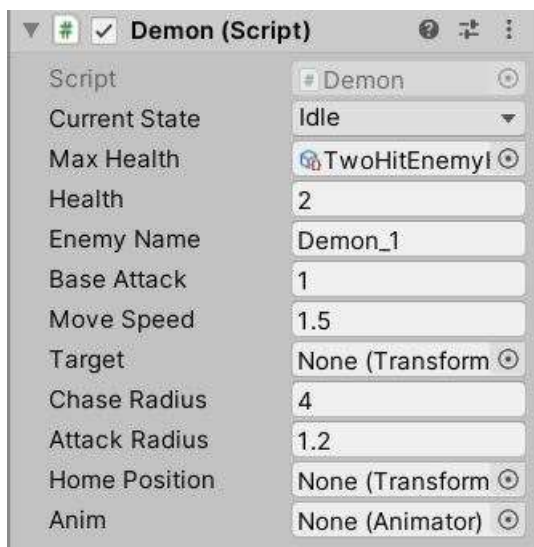 Demon (Script)
Script Demon
Current State Idle
Max Health TwoHitEnemyH
Health 2
Enemy Name Demon_1
Base Attack 1
Move Speed 1.5
Target None (Transform
Chase Radius 4
Attack Radius 1.2
Home Position None (Transform
Anim None (Animator)